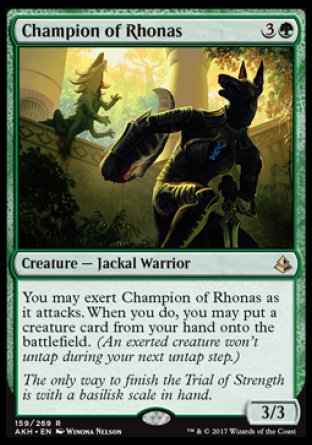 Champion of Rhonas 3
Creature — Jackal Warrior
You may exert Champion of Rhonas as
it attacks. When you do, you may put a
creature card from your hand onto the
battlefield. (An exerted creature won't
untap during your next untap step.)
The only way to finish the Trial of Strength
is with a basilisk scale in hand.
159/269 R
3/3
AKH • EN Winona Nelson
™ & © 2017 Wizards of the Coast